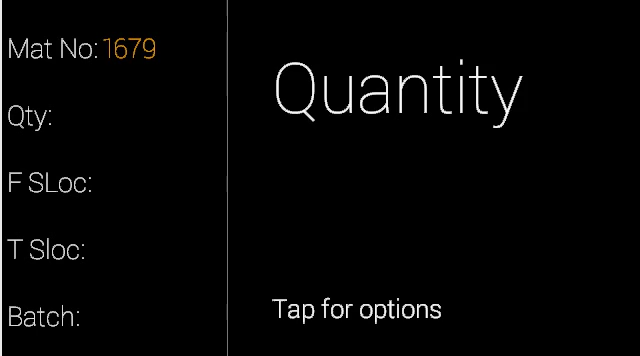 Mat No: 1679
Qty:
F SLoc:
T Sloc:
Batch:
Quantity
Tap for options